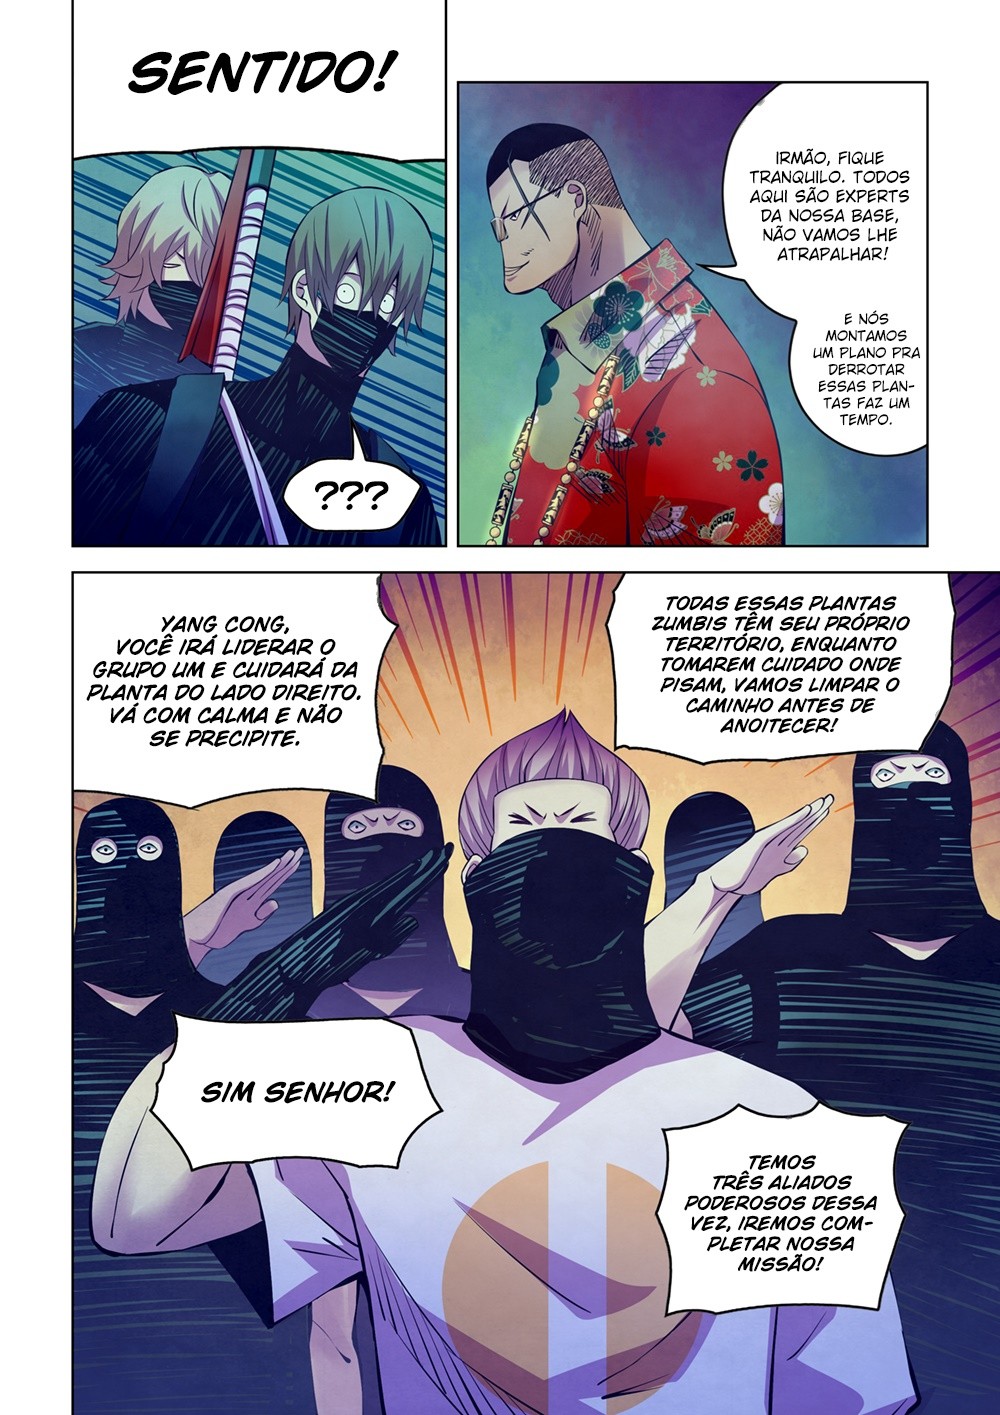 SENTIDO!
???
IRMÃO, FIQUE
TRANQUILO. TODOS
AQUI SÃO EXPERTS
DA NOSSA BASE,
NÃO VAMOS LHE
ATRAPALHAR!
E NÓS
MONTAMOS
UM PLANO PRA
DERROTAR
ESSAS PLAN-
TAS FAZ UM
TEMPO.
YANG CONG,
VOCÊ IRÁ LIDERAR O
GRUPO UM E CUIDARÁ DA
PLANTA DO LADO DIREITO.
VÁ COM CALMA E NÃO
SE PRECIPITE.
TODAS ESSAS PLANTAS
ZUMBIS TÊM SEU PRÓPRIO
TERRITÓRIO, ENQUANTO
TOMAREM CUIDADO ONDE
PISAM, VAMOS LIMPAR O
CAMINHO ANTES DE
ANOITECER!
SIM SENHOR!
TEMOS
TRÊS ALIADOS
PODEROSOS DESSA
VEZ, IREMOS COM-
PLETAR NOSSA
MISSÃO!